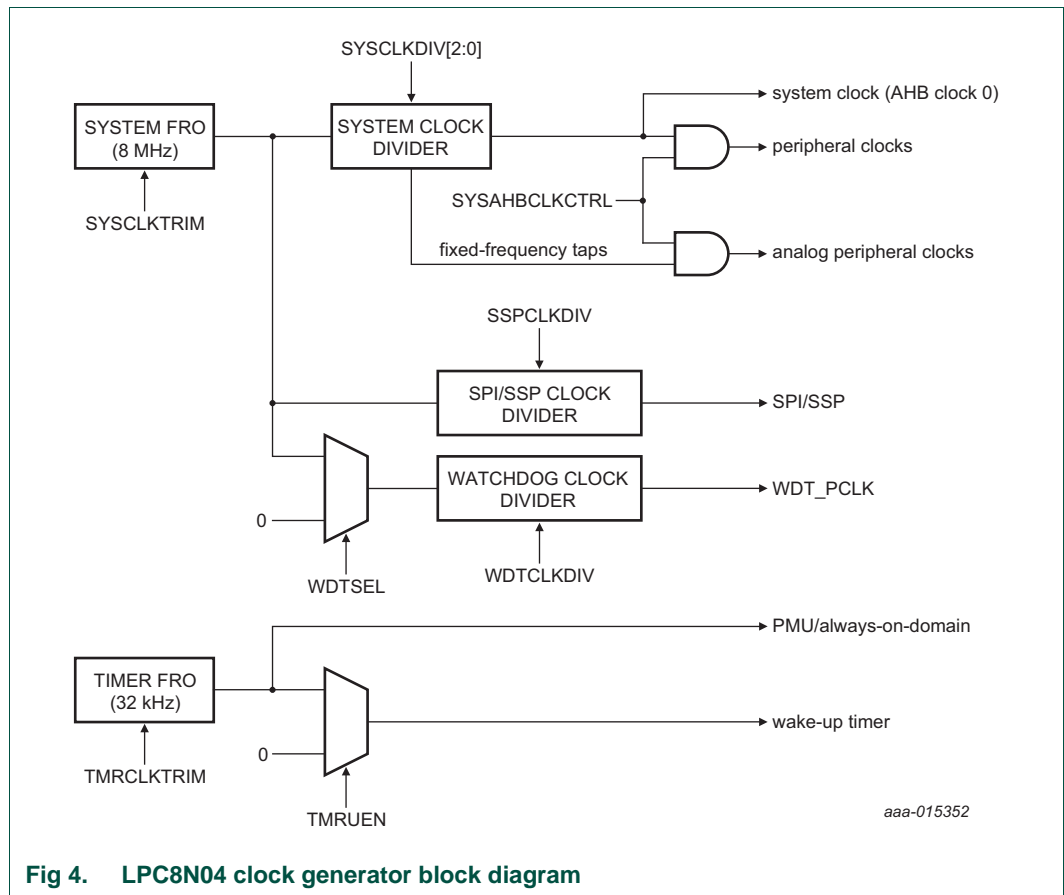 SYSCLKDIV[2:0]
SYSTEM FRO
(8 MHz)
SYSTEM CLOCK
DIVIDER
system clock (AHB clock 0)
peripheral clocks
SYSCLKTRIM
SYSAHBCLKCTRL
fixed-frequency taps
analog peripheral clocks
SSPCLKDIV
SPI/SSP CLOCK
DIVIDER
SPI/SSP
WATCHDOG CLOCK
DIVIDER
WDT_PCLK
0
WDTSEL
WDTCLKDIV
PMU/always-on-domain
TIMER FRO
(32 kHz)
wake-up timer
0
TMRCLKTRIM
TMRUEN
aaa-015352
Fig 4. LPC8N04 clock generator block diagram